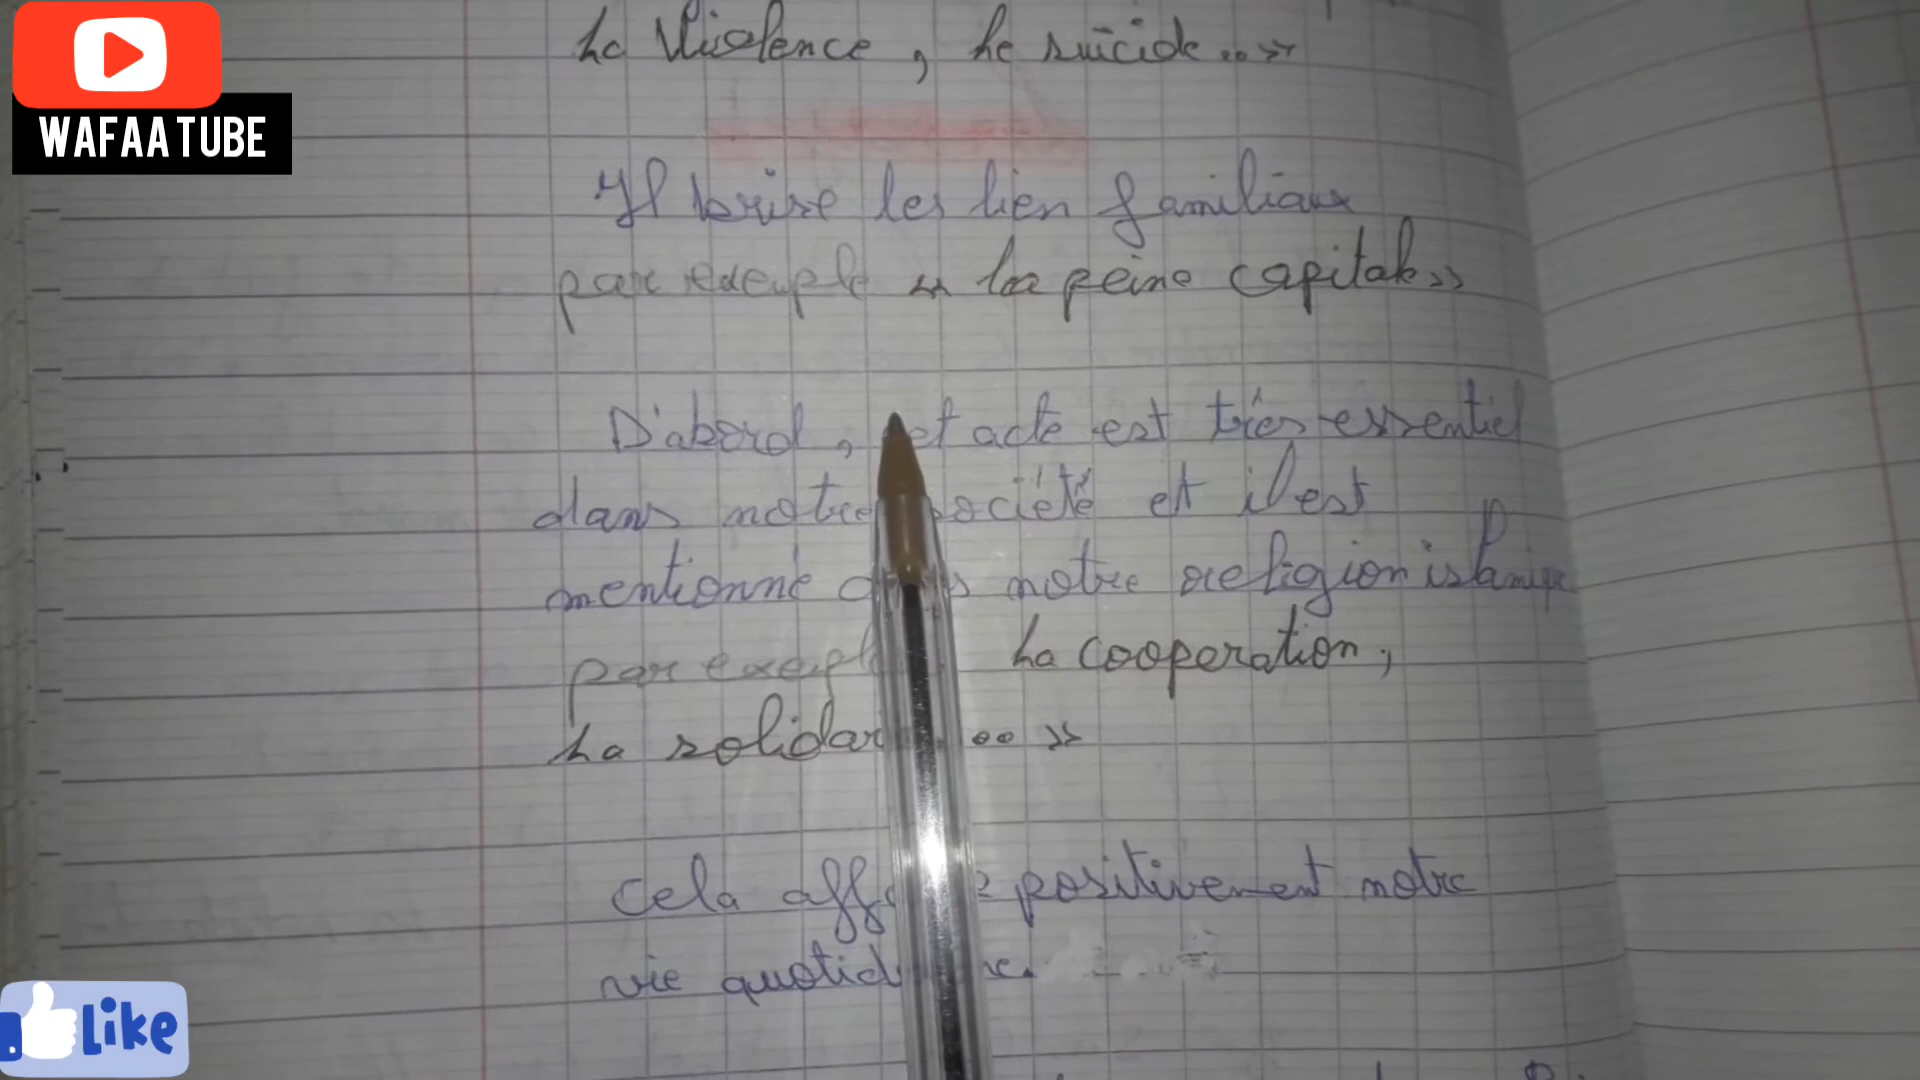 WAFAA TUBE
La Violence, Le suicide..»
Il brise les lien familiaux
par exemple « La peine capitale»
D'abord, cet acte est très essentiel
dans notre société et il est
mentionné dans notre religion islamique
par exemple La cooperation,
La solidar .. »
Cela affecte positivement notre
vie quotidienne.
Like